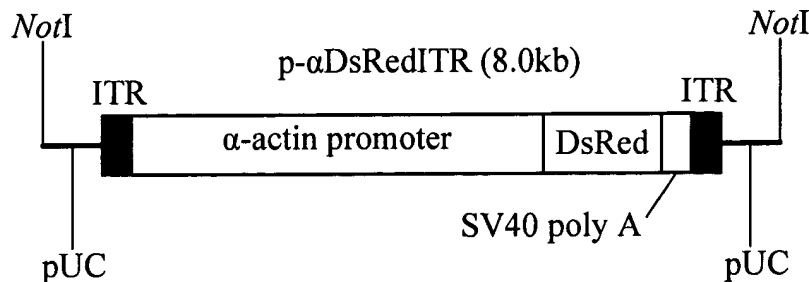 NotI
NotI
p-αDsRedITR (8.0kb)
ITR
ITR
α-actin promoter
DsRed
SV40 poly A
pUC
pUC